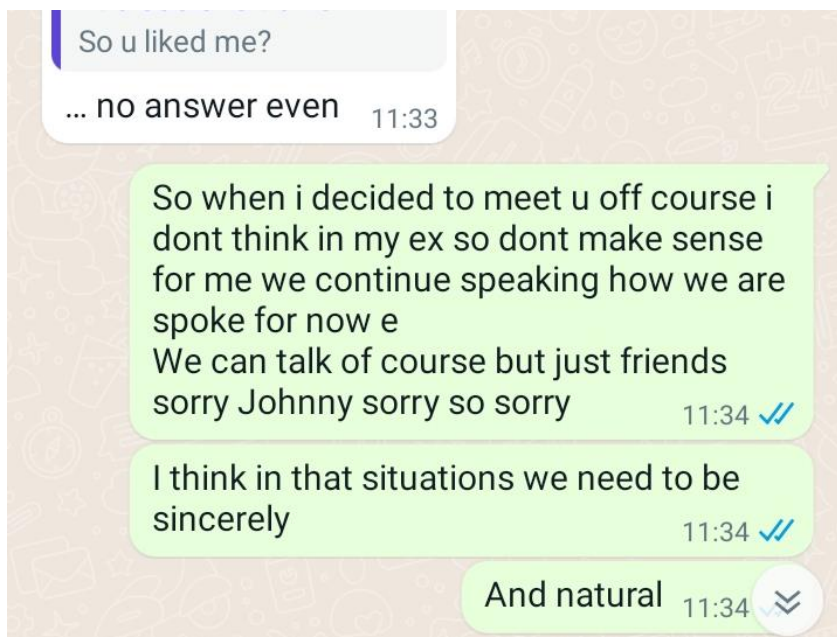 So u liked me?
... no answer even 11:33
So when i decided to meet u off course i
dont think in my ex so dont make sense
for me we continue speaking how we are
spoke for now e
We can talk of course but just friends
sorry Johnny sorry so sorry 11:34
I think in that situations we need to be
sincerely 11:34
And natural 11:34